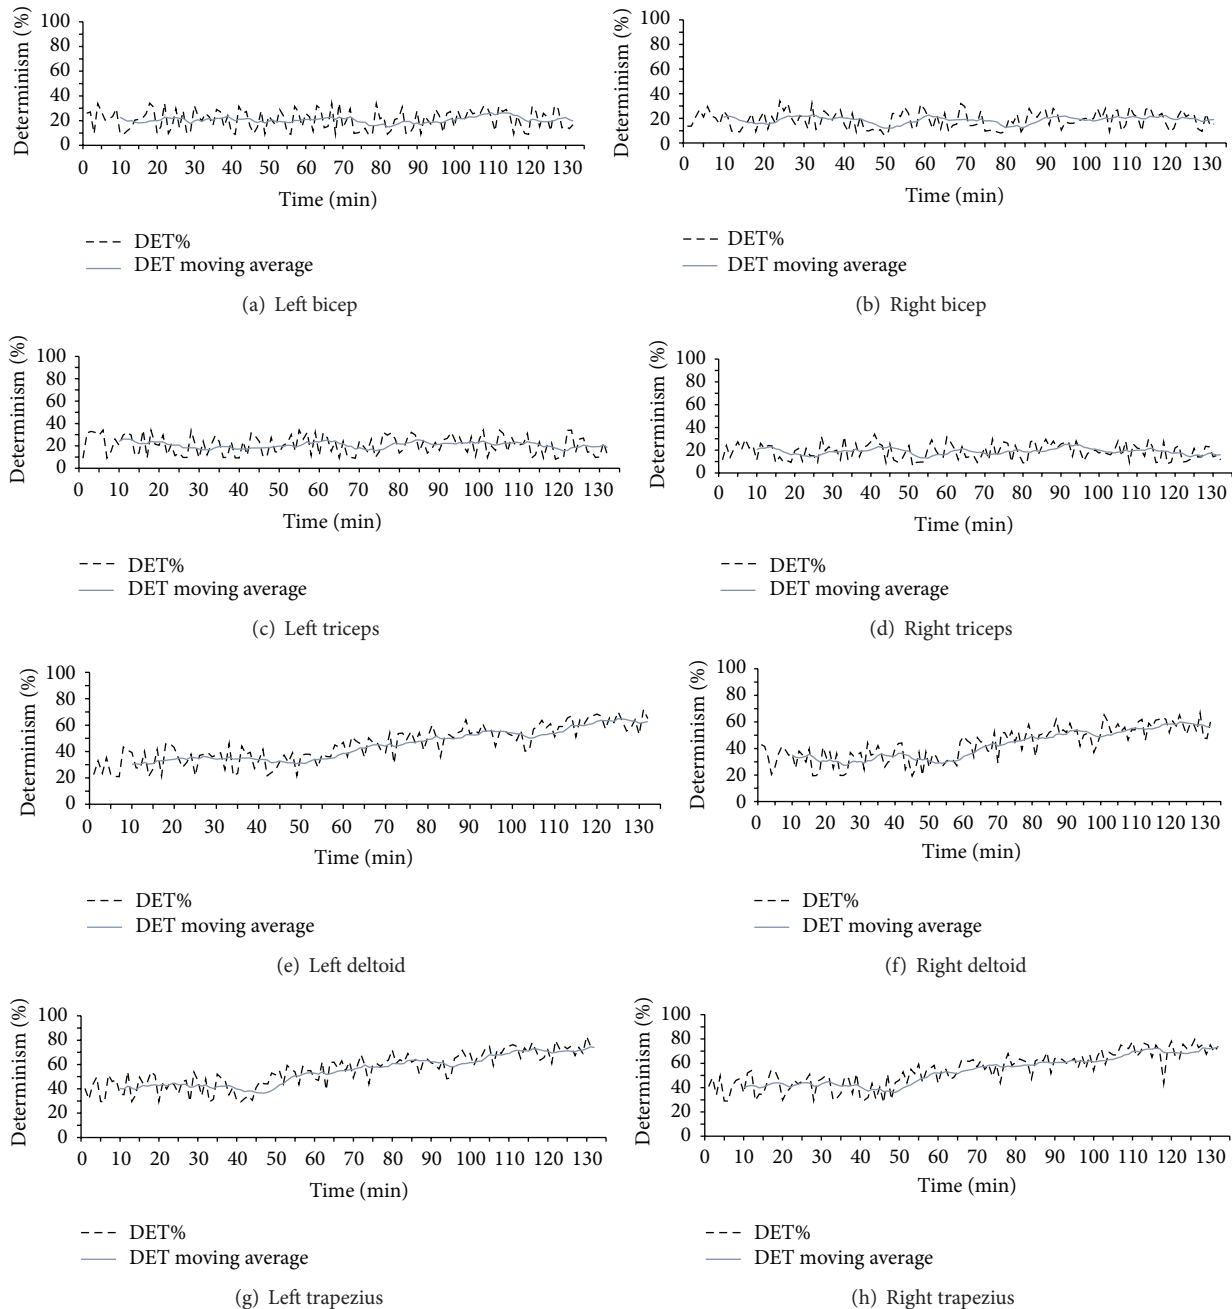 Determinism (%)
100
80
60
40
20
0
0 10 20 30 40 50 60 70 80 90 100 110 120 130
Time (min)
DET%
DET moving average
(a) Left bicep
Determinism (%)
100
80
60
40
20
0
0 10 20 30 40 50 60 70 80 90 100 110 120 130
Time (min)
DET%
DET moving average
(b) Right bicep
Determinism (%)
100
80
60
40
20
0
0 10 20 30 40 50 60 70 80 90 100 110 120 130
Time (min)
DET%
DET moving average
(c) Left triceps
Determinism (%)
100
80
60
40
20
0
0 10 20 30 40 50 60 70 80 90 100 110 120 130
Time (min)
DET%
DET moving average
(d) Right triceps
Determinism (%)
100
80
60
40
20
0
0 10 20 30 40 50 60 70 80 90 100 110 120 130
Time (min)
DET%
DET moving average
(e) Left deltoid
Determinism (%)
100
80
60
40
20
0
0 10 20 30 40 50 60 70 80 90 100 110 120 130
Time (min)
DET%
DET moving average
(f) Right deltoid
Determinism (%)
100
80
60
40
20
0
0 10 20 30 40 50 60 70 80 90 100 110 120 130
Time (min)
DET%
DET moving average
(g) Left trapezius
Determinism (%)
100
80
60
40
20
0
0 10 20 30 40 50 60 70 80 90 100 110 120 130
Time (min)
DET%
DET moving average
(h) Right trapezius